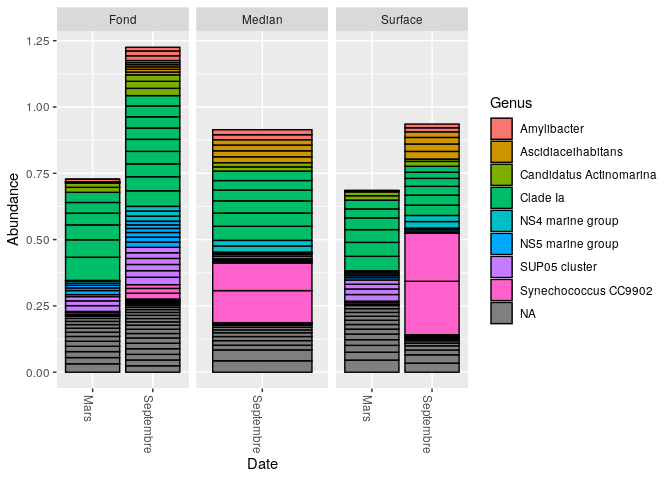 Fond
Median
Surface
1.25
1.00
0.75
0.50
0.25
0.00
Abundance
Mars
Septembre
Septembre
Mars
Septembre
Date
Genus
Amylibacter
Ascidiaceihabitans
Candidatus Actinomarina
Clade Ia
NS4 marine group
NS5 marine group
SUP05 cluster
Synechococcus CC9902
NA